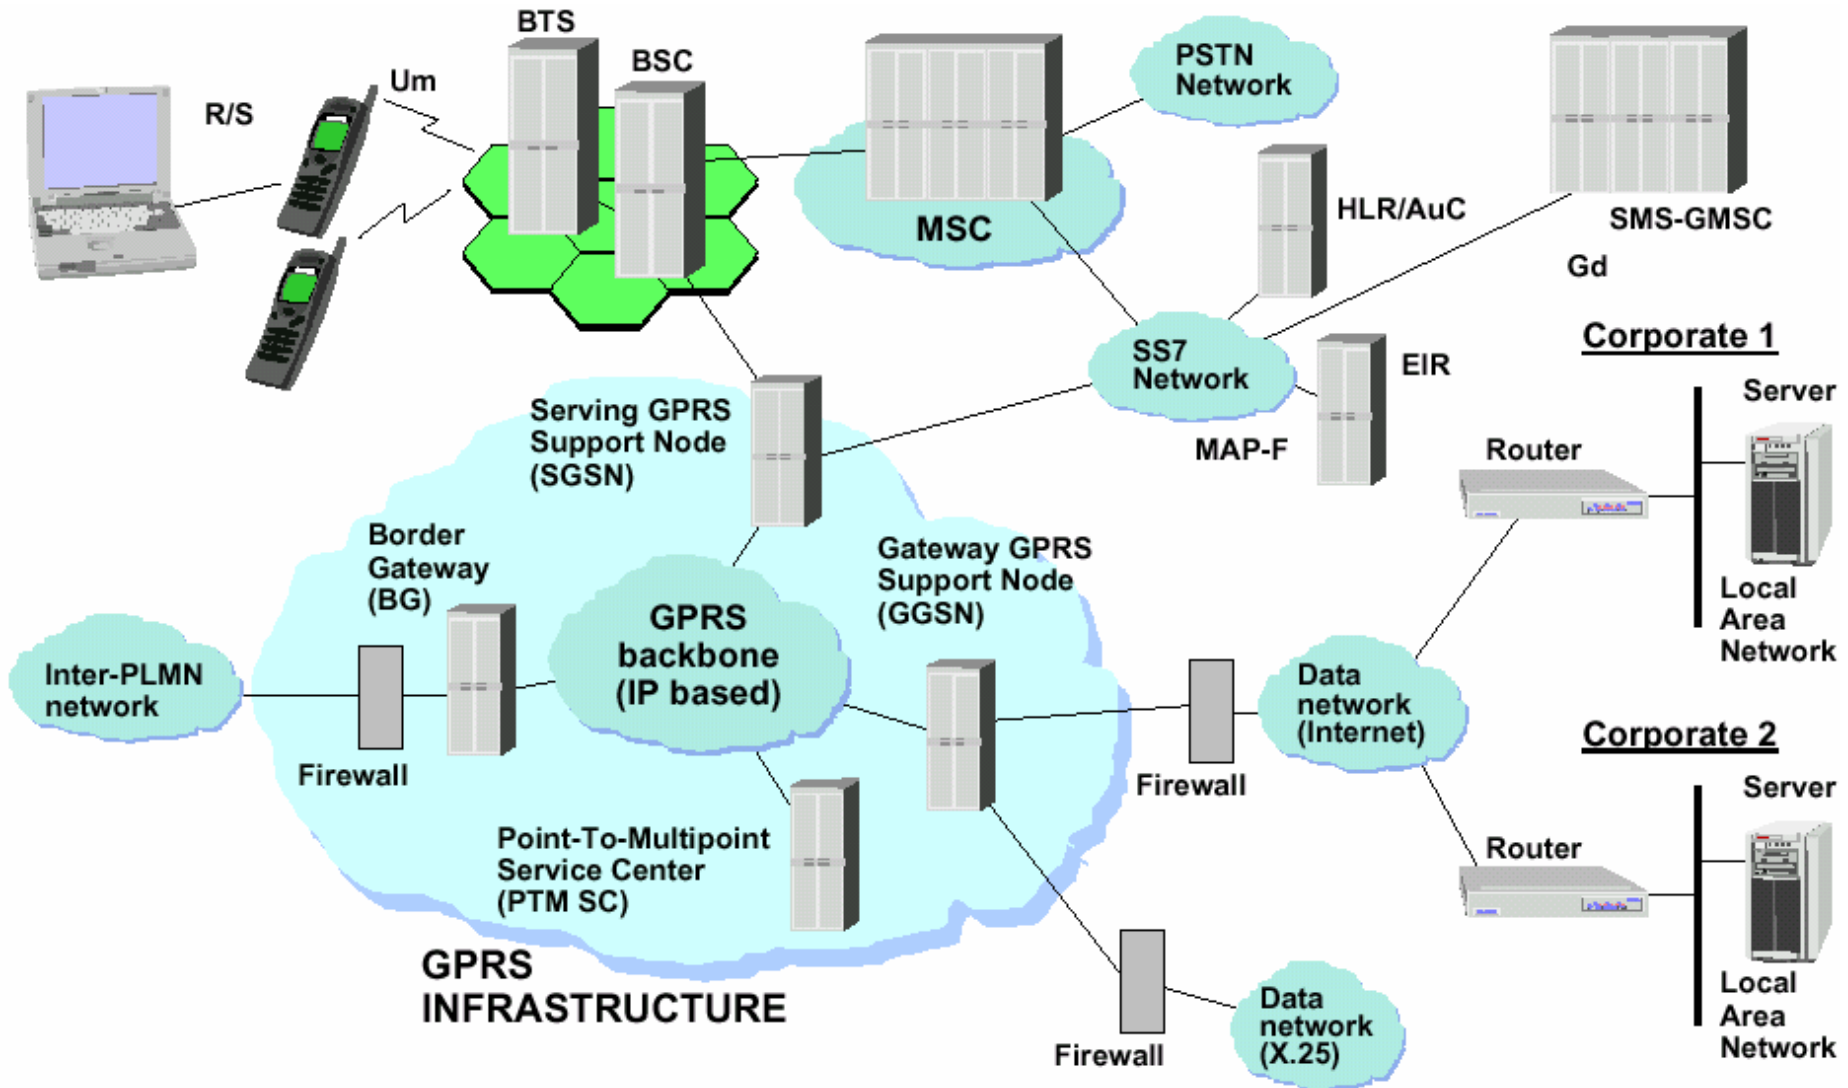 BTS
BSC
Um
R/S
PSTN
Network
MSC
HLR/AuC
SMS-GMSC
Gd
SS7
Network
EIR
MAP-F
Corporate 1
Server
Router
Local
Area
Network
Serving GPRS
Support Node
(SGSN)
Border
Gateway
(BG)
Gateway GPRS
Support Node
(GGSN)
GPRS
backbone
(IP based)
Inter-PLMN
network
Firewall
Data
network
(Internet)
Firewall
Corporate 2
Server
Router
Local
Area
Network
Point-To-Multipoint
Service Center
(PTM SC)
GPRS
INFRASTRUCTURE
Firewall
Data
network
(X.25)